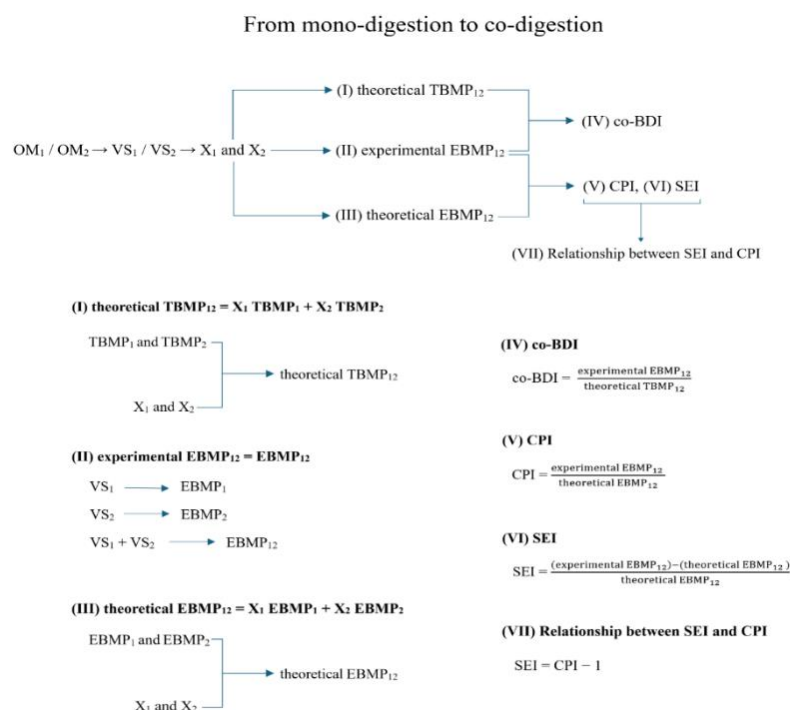 From mono-digestion to co-digestion
(I) theoretical TBMP₁₂
(IV) co-BDI
OM₁ / OM₂ → VS₁ / VS₂ → X₁ and X₂
(II) experimental EBMP₁₂
(V) CPI, (VI) SEI
(III) theoretical EBMP₁₂
(VII) Relationship between SEI and CPI
(I) theoretical TBMP₁₂ = X₁ TBMP₁ + X₂ TBMP₂
TBMP₁ and TBMP₂
theoretical TBMP₁₂
X₁ and X₂
(II) experimental EBMP₁₂ = EBMP₁₂
VS₁ → EBMP₁
VS₂ → EBMP₂
VS₁ + VS₂ → EBMP₁₂
(III) theoretical EBMP₁₂ = X₁ EBMP₁ + X₂ EBMP₂
EBMP₁ and EBMP₂
theoretical EBMP₁₂
X₁ and X₂
(IV) co-BDI
co-BDI = experimental EBMP₁₂ / theoretical TBMP₁₂
(V) CPI
CPI = experimental EBMP₁₂ / theoretical EBMP₁₂
(VI) SEI
SEI = (experimental EBMP₁₂)−(theoretical EBMP₁₂) / theoretical EBMP₁₂
(VII) Relationship between SEI and CPI
SEI = CPI − 1